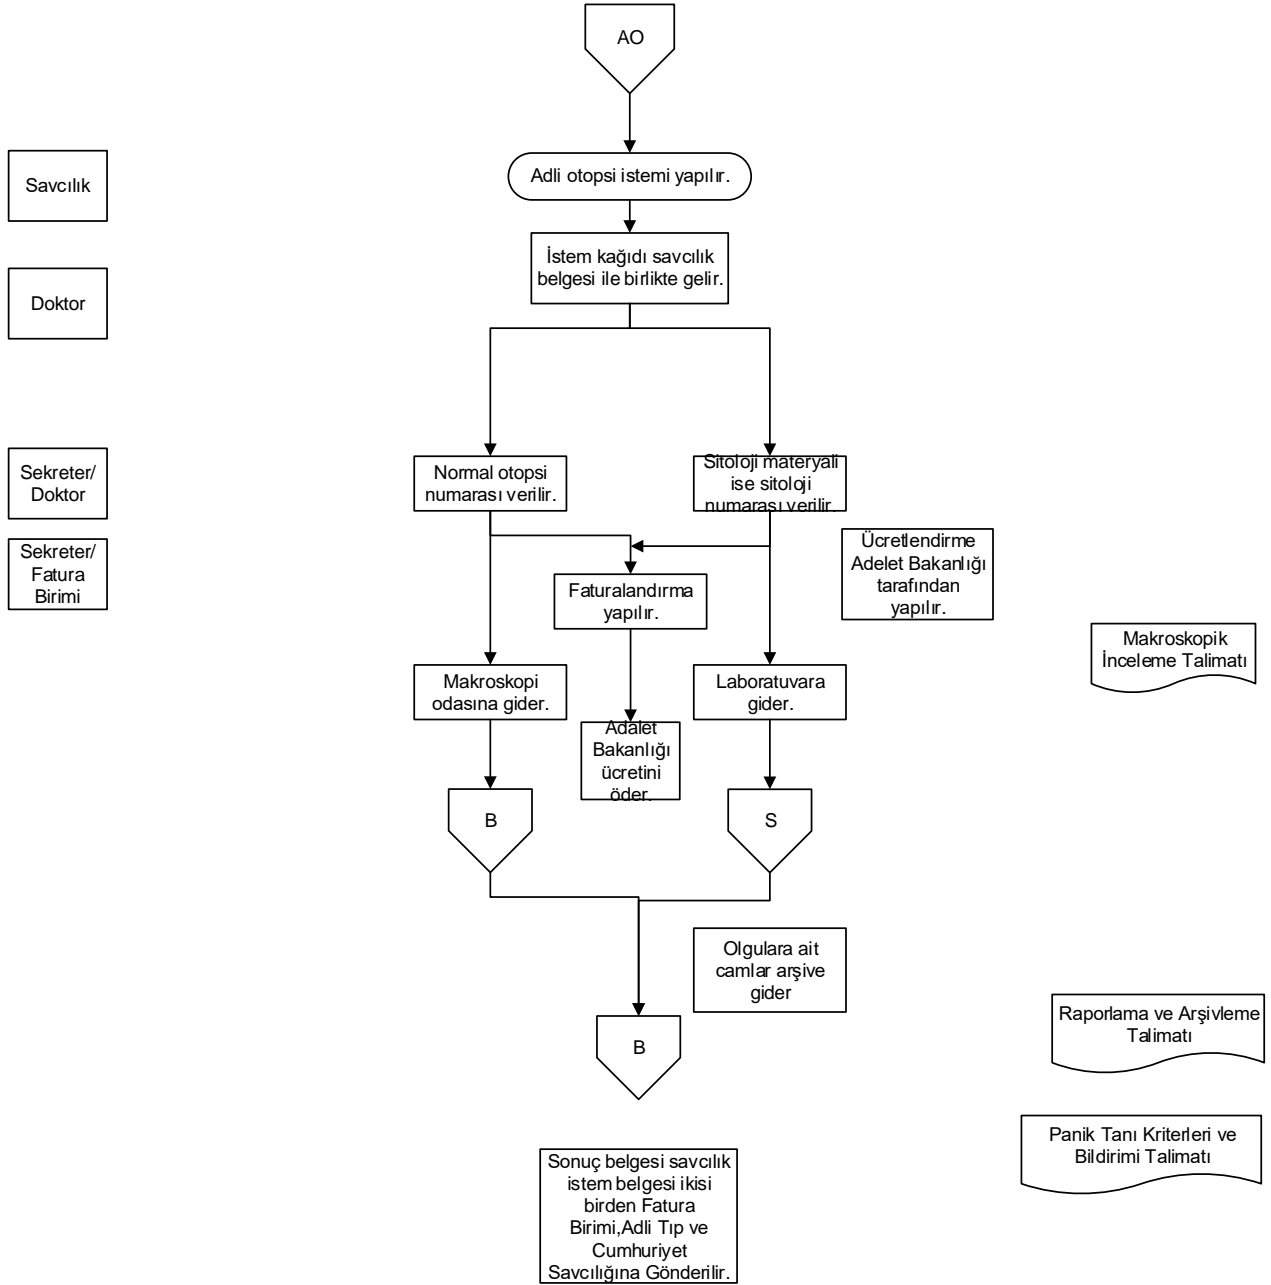 AO
Savcılık
Adli otopsi istemi yapılır.
İstem kağıdı savcılık
belgesi ile birlikte gelir.
Doktor
Sekreter/
Doktor
Normal otopsi
numarası verilir.
Sitoloji materyali
ise sitoloji
numarası verilir.
Sekreter/
Fatura
Birimi
Faturalandırma
yapılır.
Ücretlendirme
Adelet Bakanlığı
tarafından
yapılır.
Makroskopik
İnceleme Talimatı
Makroskopi
odasına gider.
Adalet
Bakanlığı
ücretini
öder.
Laboratuvara
gider.
B
S
Olgulara ait
camlar arşive
gider
Raporlama ve Arşivleme
Talimatı
B
Panik Tanı Kriterleri ve
Bildirimi Talimatı
Sonuç belgesi savcılık
istem belgesi ikisi
birden Fatura
Birimi,Adli Tıp ve
Cumhuriyet
Savcılığına Gönderilir.